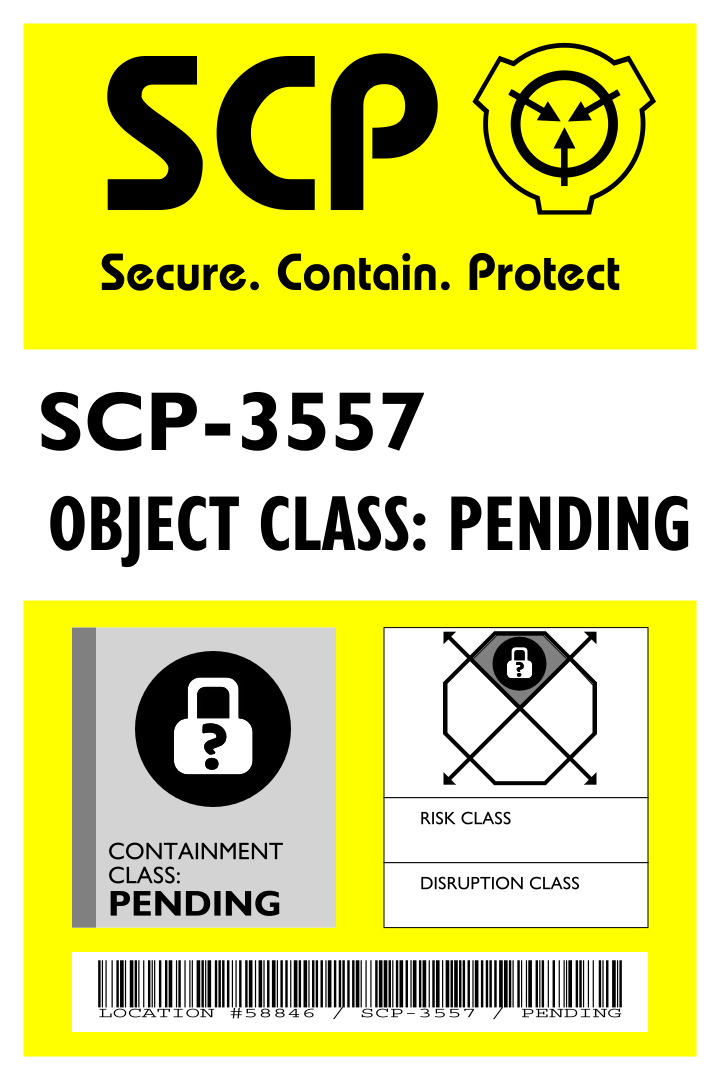 SCP
Secure. Contain. Protect
SCP-3557
OBJECT CLASS: PENDING
?
?
CONTAINMENT
CLASS:
PENDING
RISK CLASS
DISRUPTION CLASS
LOCATION #58846 / SCP-3557 / PENDING